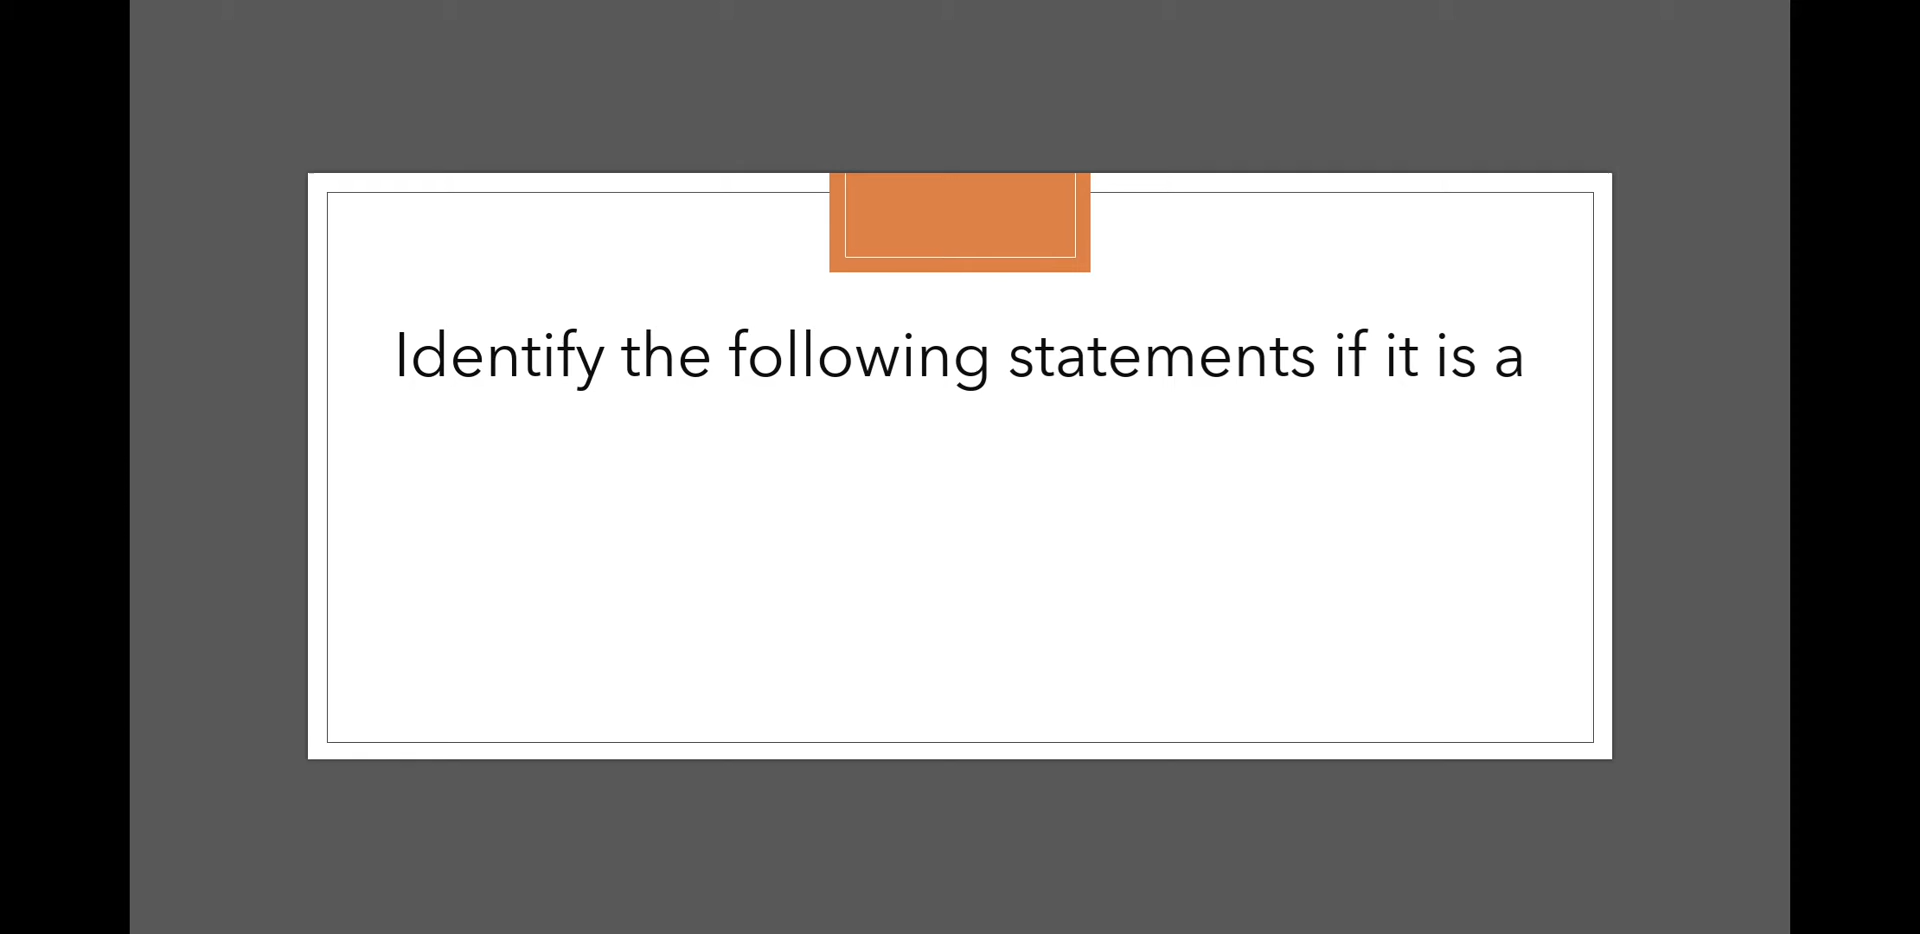 Identify the following statements if it is a